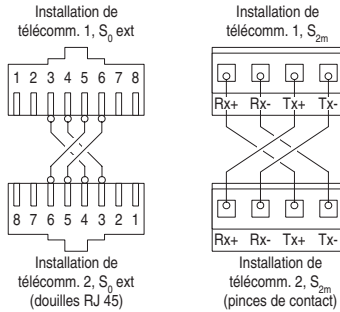 Installation de
télécomm. 1, S0 ext
1 2 3 4 5 6 7 8
8 7 6 5 4 3 2 1
Installation de
télécomm. 2, S0 ext
(douilles RJ 45)
Installation de
télécomm. 1, S2m
Rx+ Rx- Tx+ Tx-
Rx+ Rx- Tx+ Tx-
Installation de
télécomm. 2, S2m
(pinces de contact)